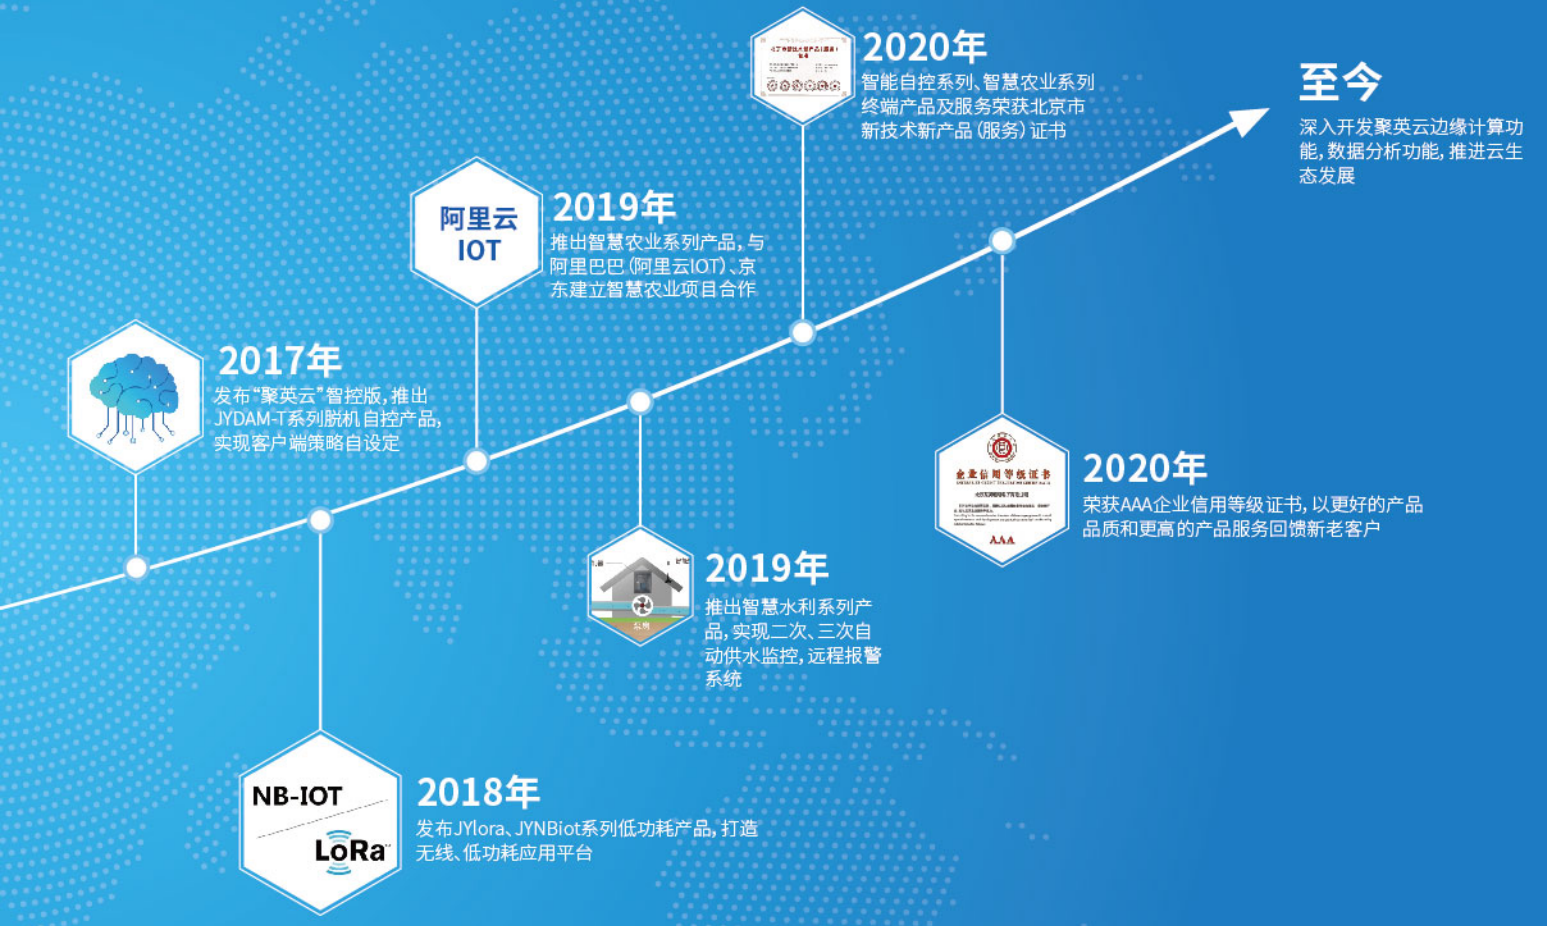 2017年
发布“聚英云”智控版,推出
JYDAM-T系列脱机自控产品,
实现客户端策略自设定
NB-IOT
LoRa
2018年
发布JYlora、JYNBiot系列低功耗产品,打造
无线、低功耗应用平台
阿里云
IOT
2019年
推出智慧农业系列产品,与
阿里巴巴(阿里云IOT)、京
东建立智慧农业项目合作
泵房
2019年
推出智慧水利系列产
品,实现二次、三次自
动供水监控,远程报警
系统
2020年
智能自控系列、智慧农业系列
终端产品及服务荣获北京市
新技术新产品(服务)证书
企业信用等级证书
AAA
2020年
荣获AAA企业信用等级证书,以更好的产品
品质和更高的产品服务回馈新老客户
至今
深入开发聚英云边缘计算功
能,数据分析功能,推进云生
态发展